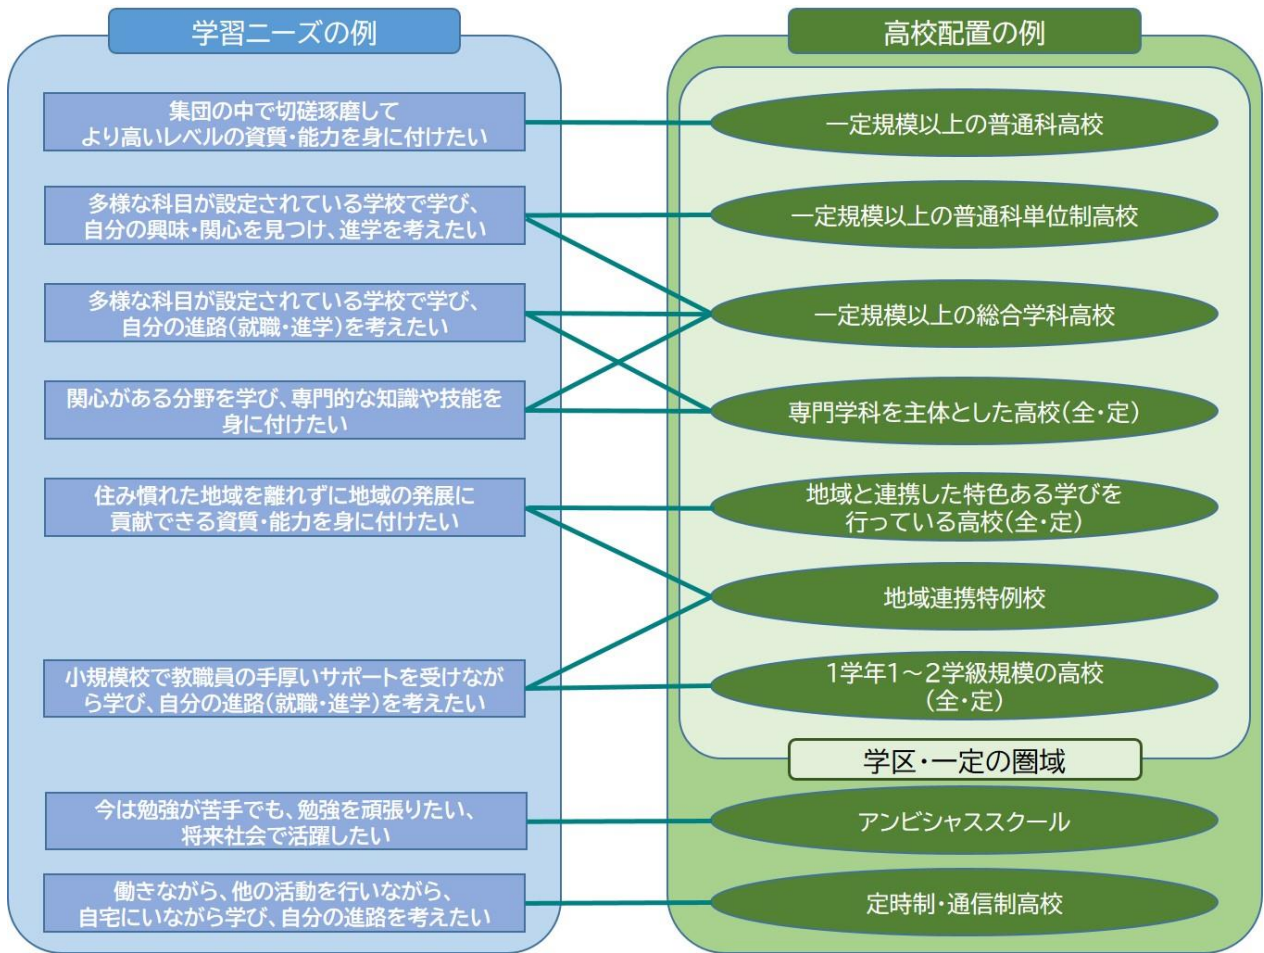 学習ニーズの例
集団の中で切磋琢磨して
より高いレベルの資質・能力を身に付けたい
多様な科目が設定されている学校で学び、
自分の興味・関心を見つけ、進学を考えたい
多様な科目が設定されている学校で学び、
自分の進路(就職・進学)を考えたい
関心がある分野を学び、専門的な知識や技能を
身に付けたい
住み慣れた地域を離れずに地域の発展に
貢献できる資質・能力を身に付けたい
小規模校で教職員の手厚いサポートを受けなが
ら学び、自分の進路(就職・進学)を考えたい
今は勉強が苦手でも、勉強を頑張りたい、
将来社会で活躍したい
働きながら、他の活動を行いながら、
自宅にいながら学び、自分の進路を考えたい
高校配置の例
一定規模以上の普通科高校
一定規模以上の普通科単位制高校
一定規模以上の総合学科高校
専門学科を主体とした高校(全・定)
地域と連携した特色ある学びを
行っている高校(全・定)
地域連携特例校
1学年1~2学級規模の高校
(全・定)
学区・一定の圏域
アンビシャススクール
定時制・通信制高校